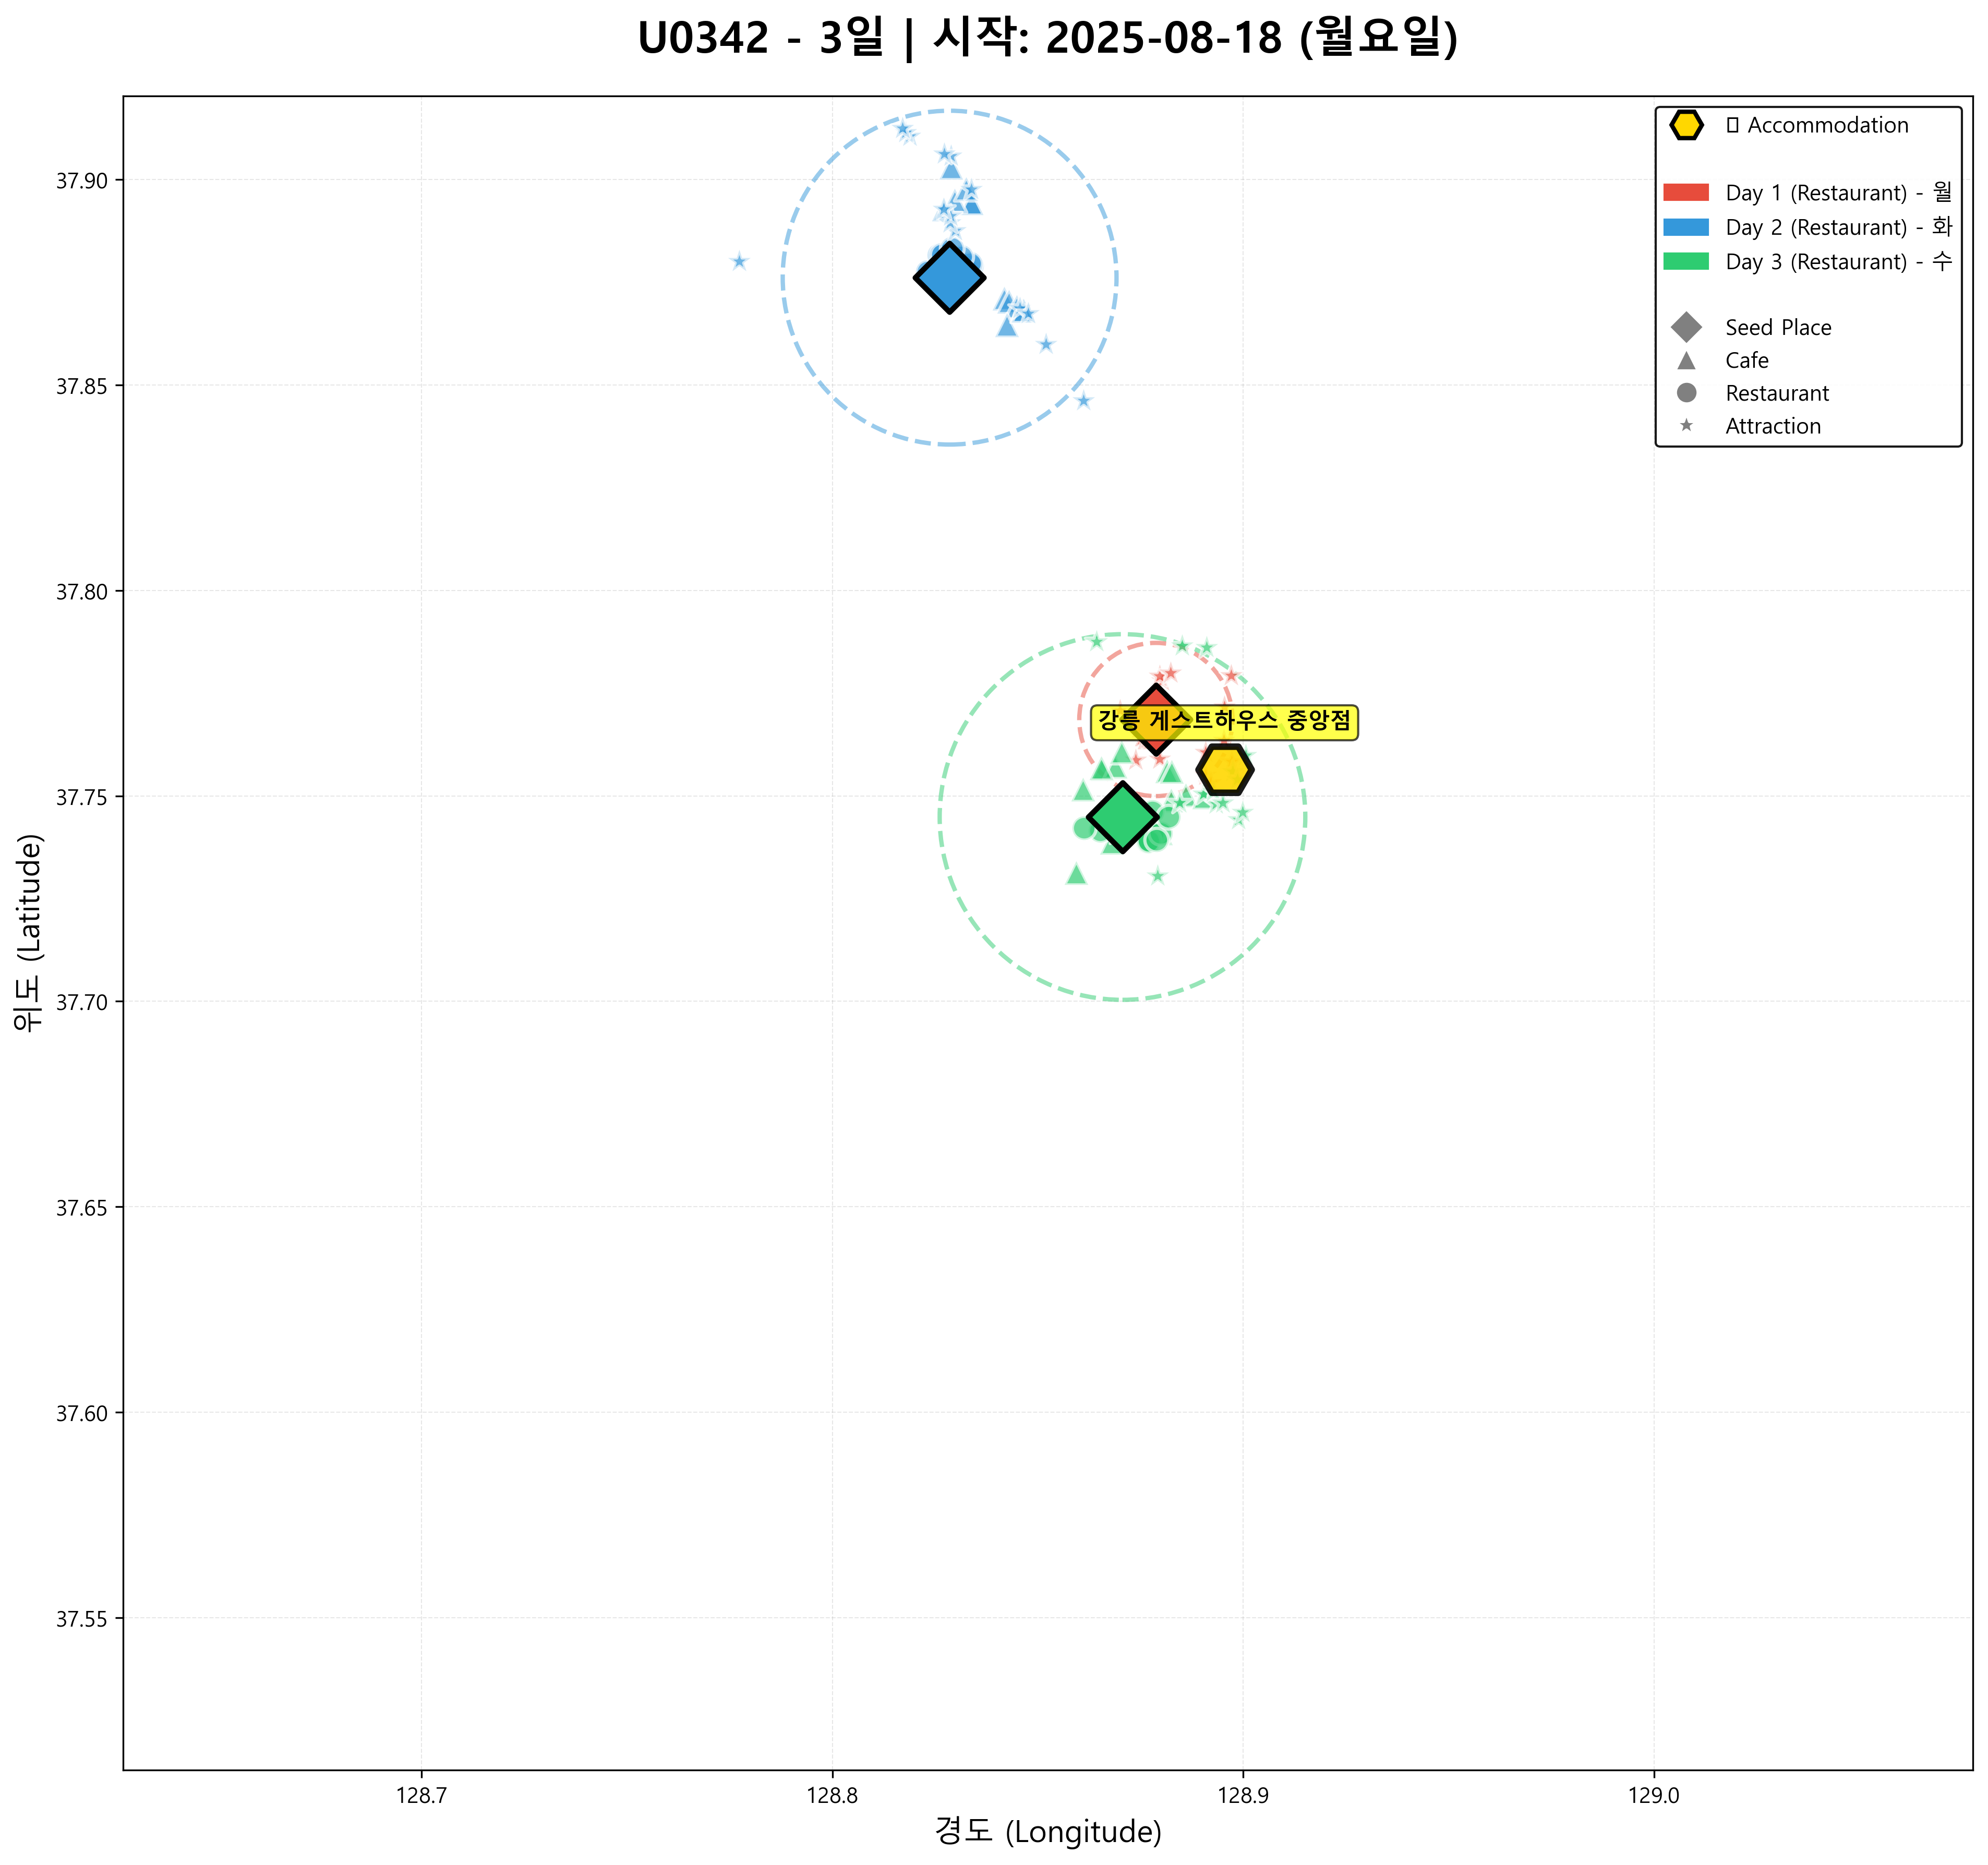 U0342 - 3일 | 시작: 2025-08-18 (월요일)
▯ Accommodation
Day 1 (Restaurant) - 월
Day 2 (Restaurant) - 화
Day 3 (Restaurant) - 수
Seed Place
Cafe
Restaurant
Attraction
위도 (Latitude)
37.90
37.85
37.80
37.75
37.70
37.65
37.60
37.55
강릉 게스트하우스 중앙점
128.7
128.8
128.9
129.0
경도 (Longitude)